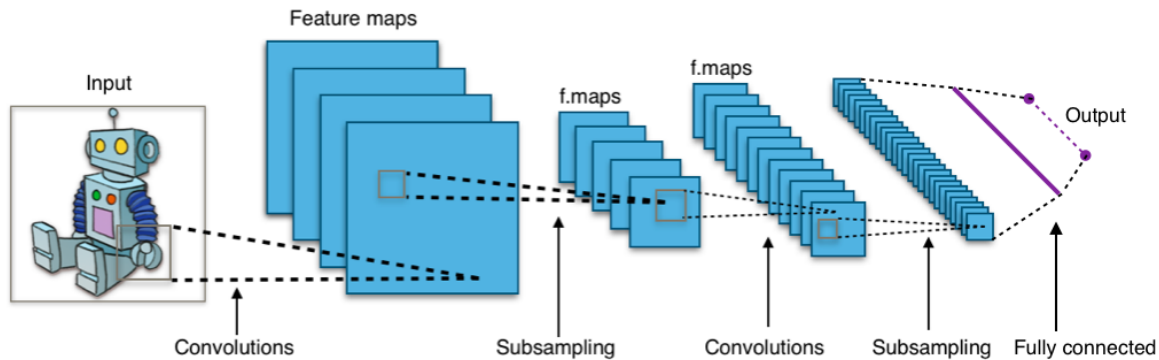 Feature maps
Input
f.maps
f.maps
Output
Convolutions
Subsampling
Convolutions
Subsampling
Fully connected